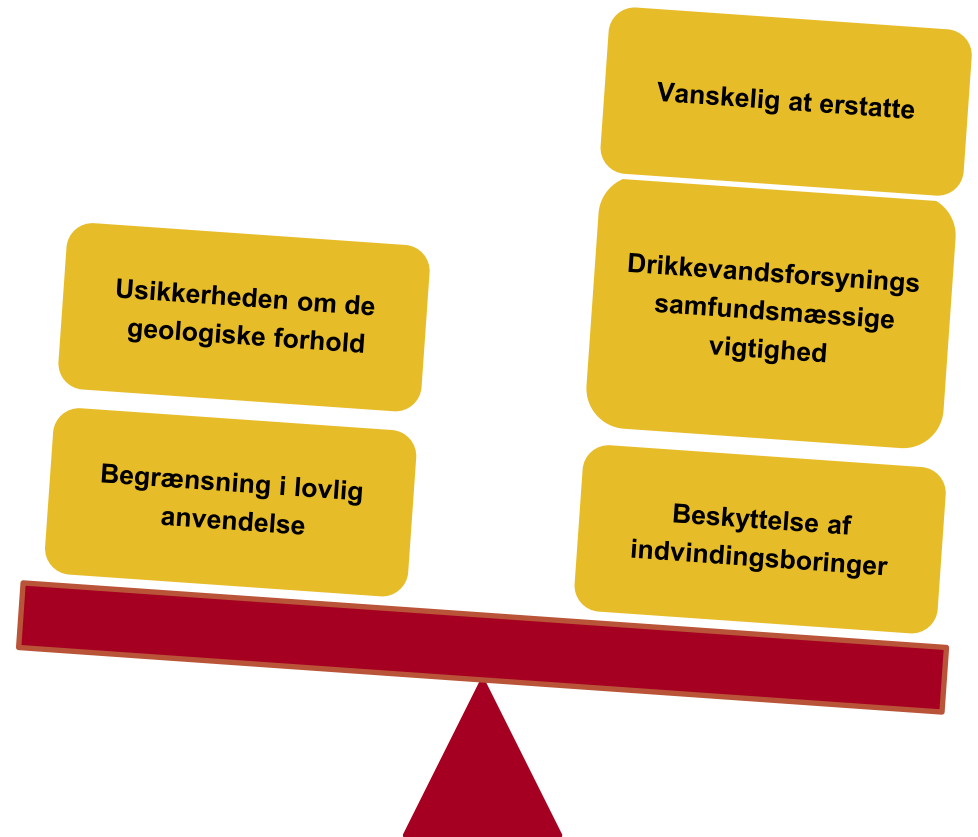 Usikkerheden om de
geologiske forhold
Begrænsning i lovlig
anvendelse
Vanskelig at erstatte
Drikkevandsforsynings
samfundsmæssige
vigtighed
Beskyttelse af
indvindingsboringer